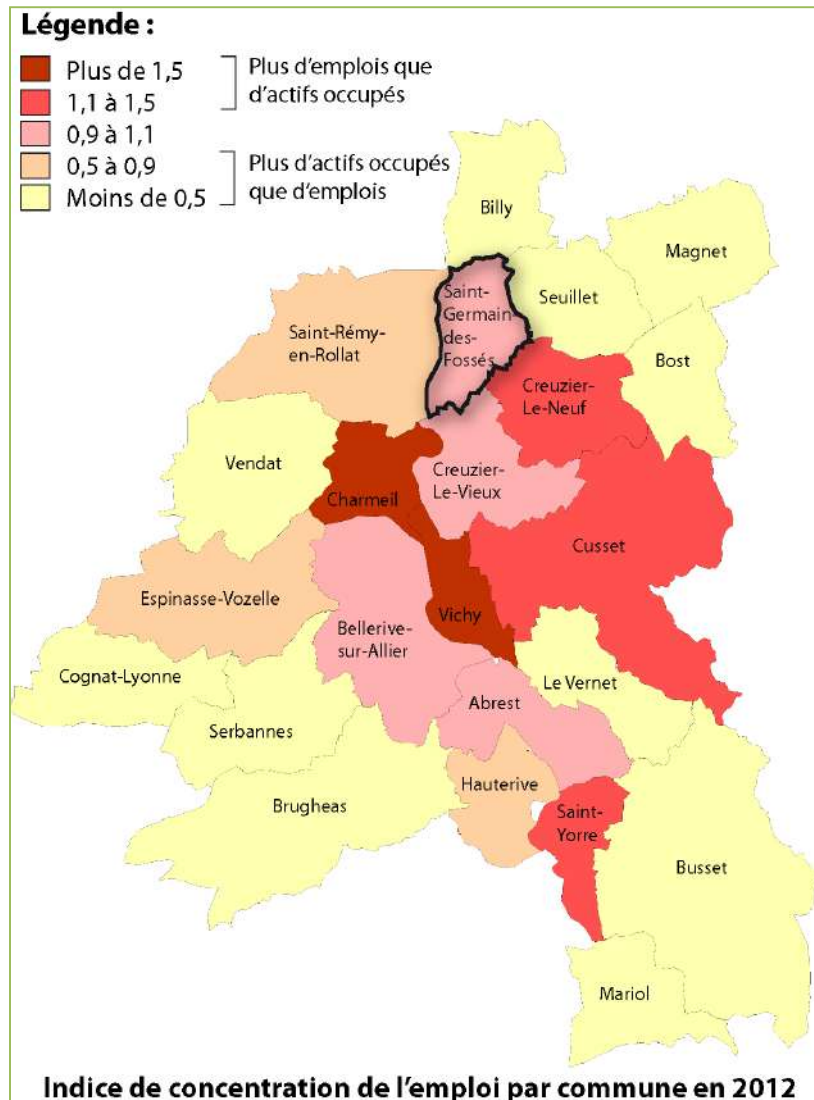 Légende :
Plus de 1,5
1,1 à 1,5
0,9 à 1,1
0,5 à 0,9
Moins de 0,5
Plus d'emplois que
d'actifs occupés
Plus d'actifs occupés
que d'emplois
Billy
Magnet
Saint-
Germain-
des-
Fossés
Seuillet
Saint-Rémy-
en-Rollat
Bost
Creuzier-
Le-Neuf
Vendat
Creuzier-
Le-Vieux
Charmeil
Cusset
Espinasse-Vozelle
Vichy
Bellerive-
sur-Allier
Cognat-Lyonne
Le Vernet
Abrest
Serbannes
Hauterive
Brugheas
Saint-
Yorre
Busset
Mariol
Indice de concentration de l'emploi par commune en 2012